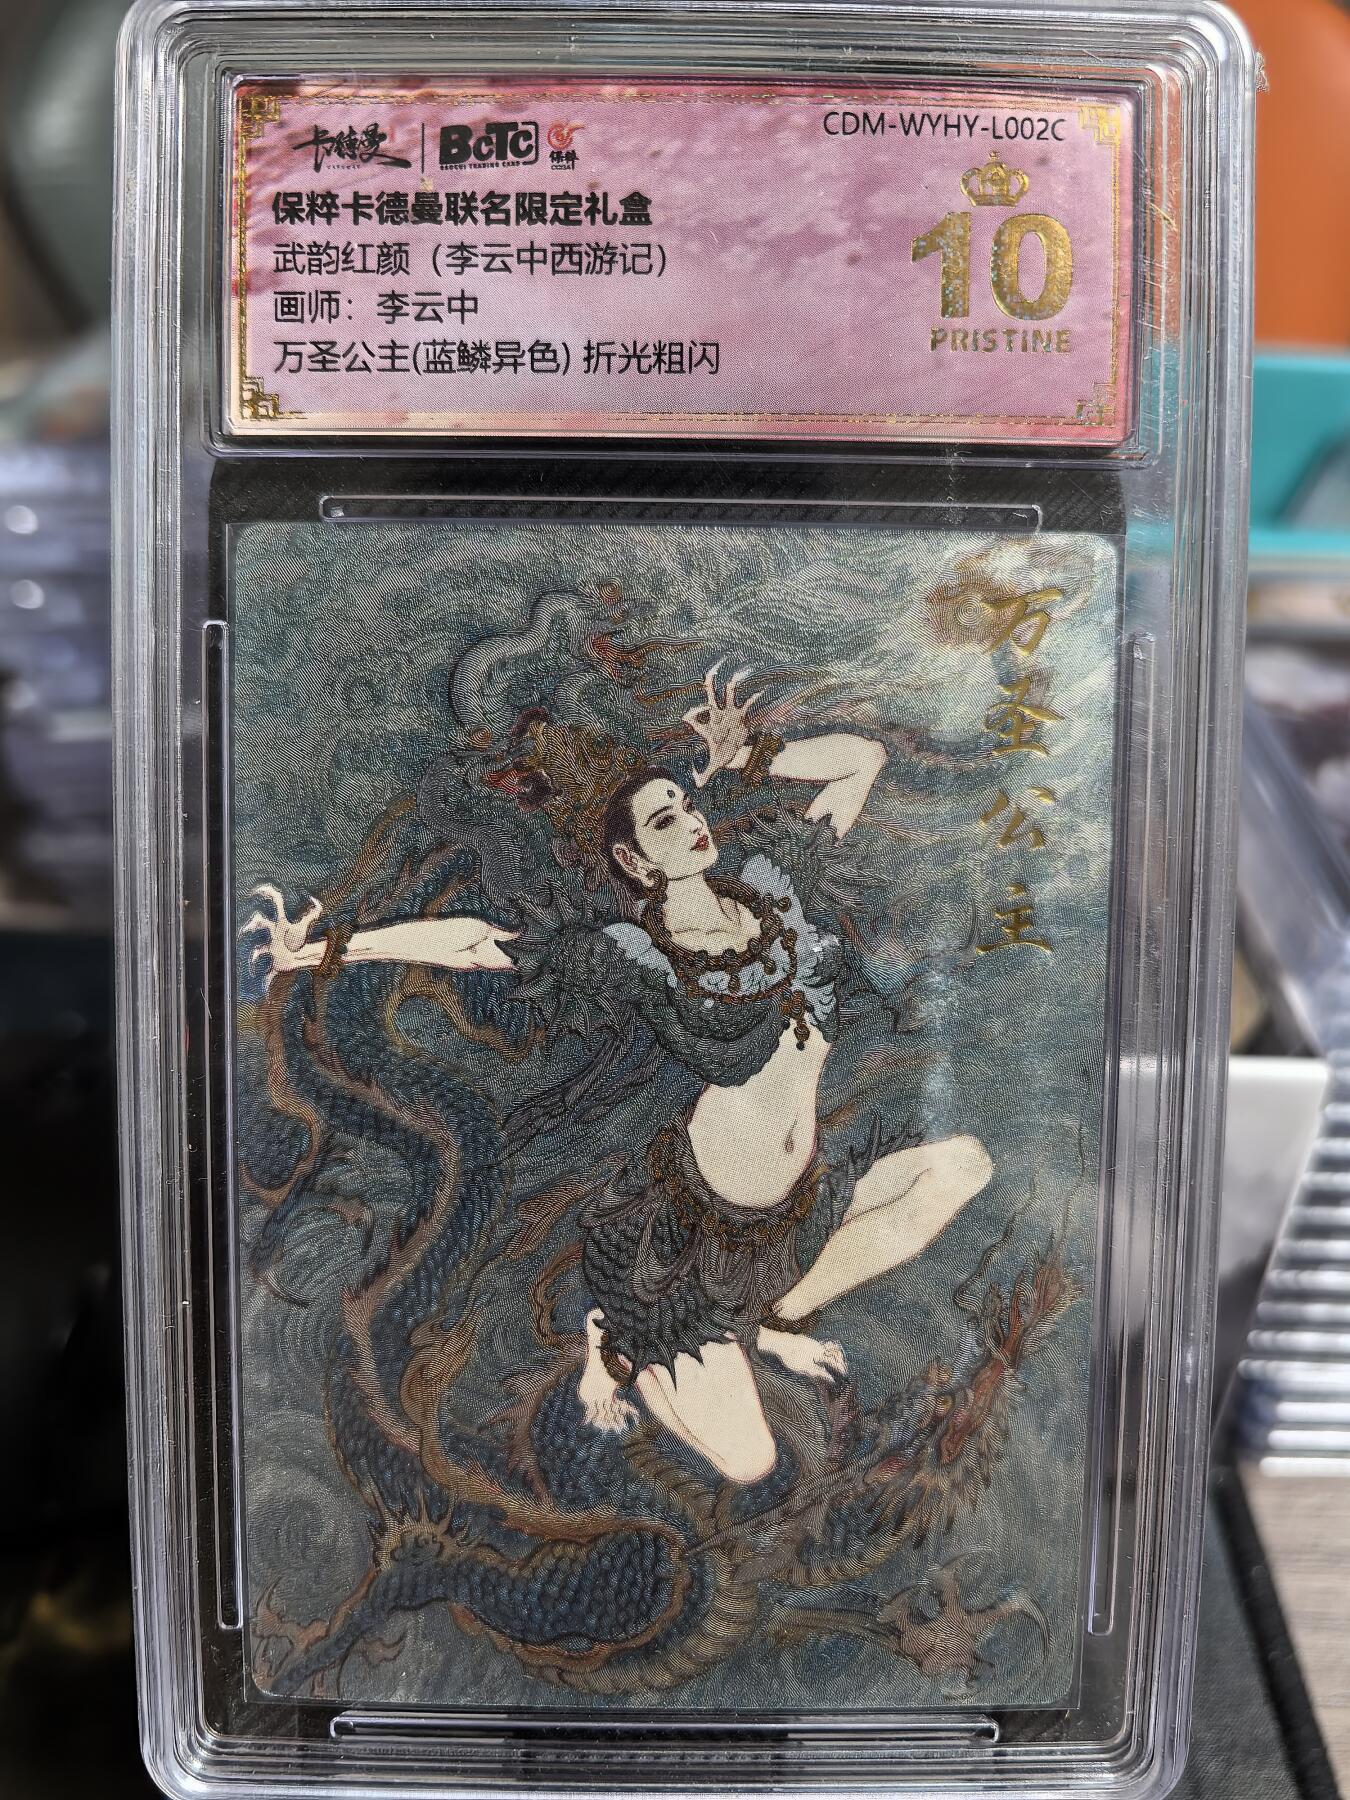 卡德曼 BCTC 保粹
CDM-WYHY-L002C
保粹卡德曼联名限定礼盒
武韵红颜（李云中西游记）
画师：李云中
万圣公主(蓝鳞异色) 折光粗闪
10
PRISTINE
万圣公主